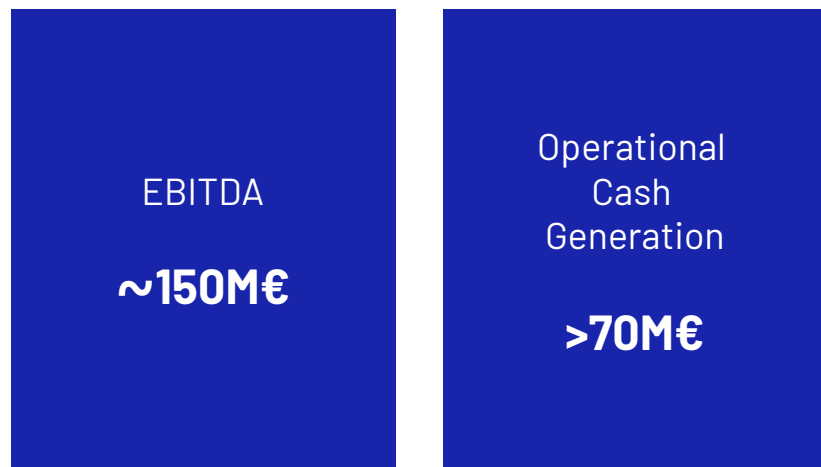 EBITDA
~150M€
Operational
Cash
Generation
>70M€